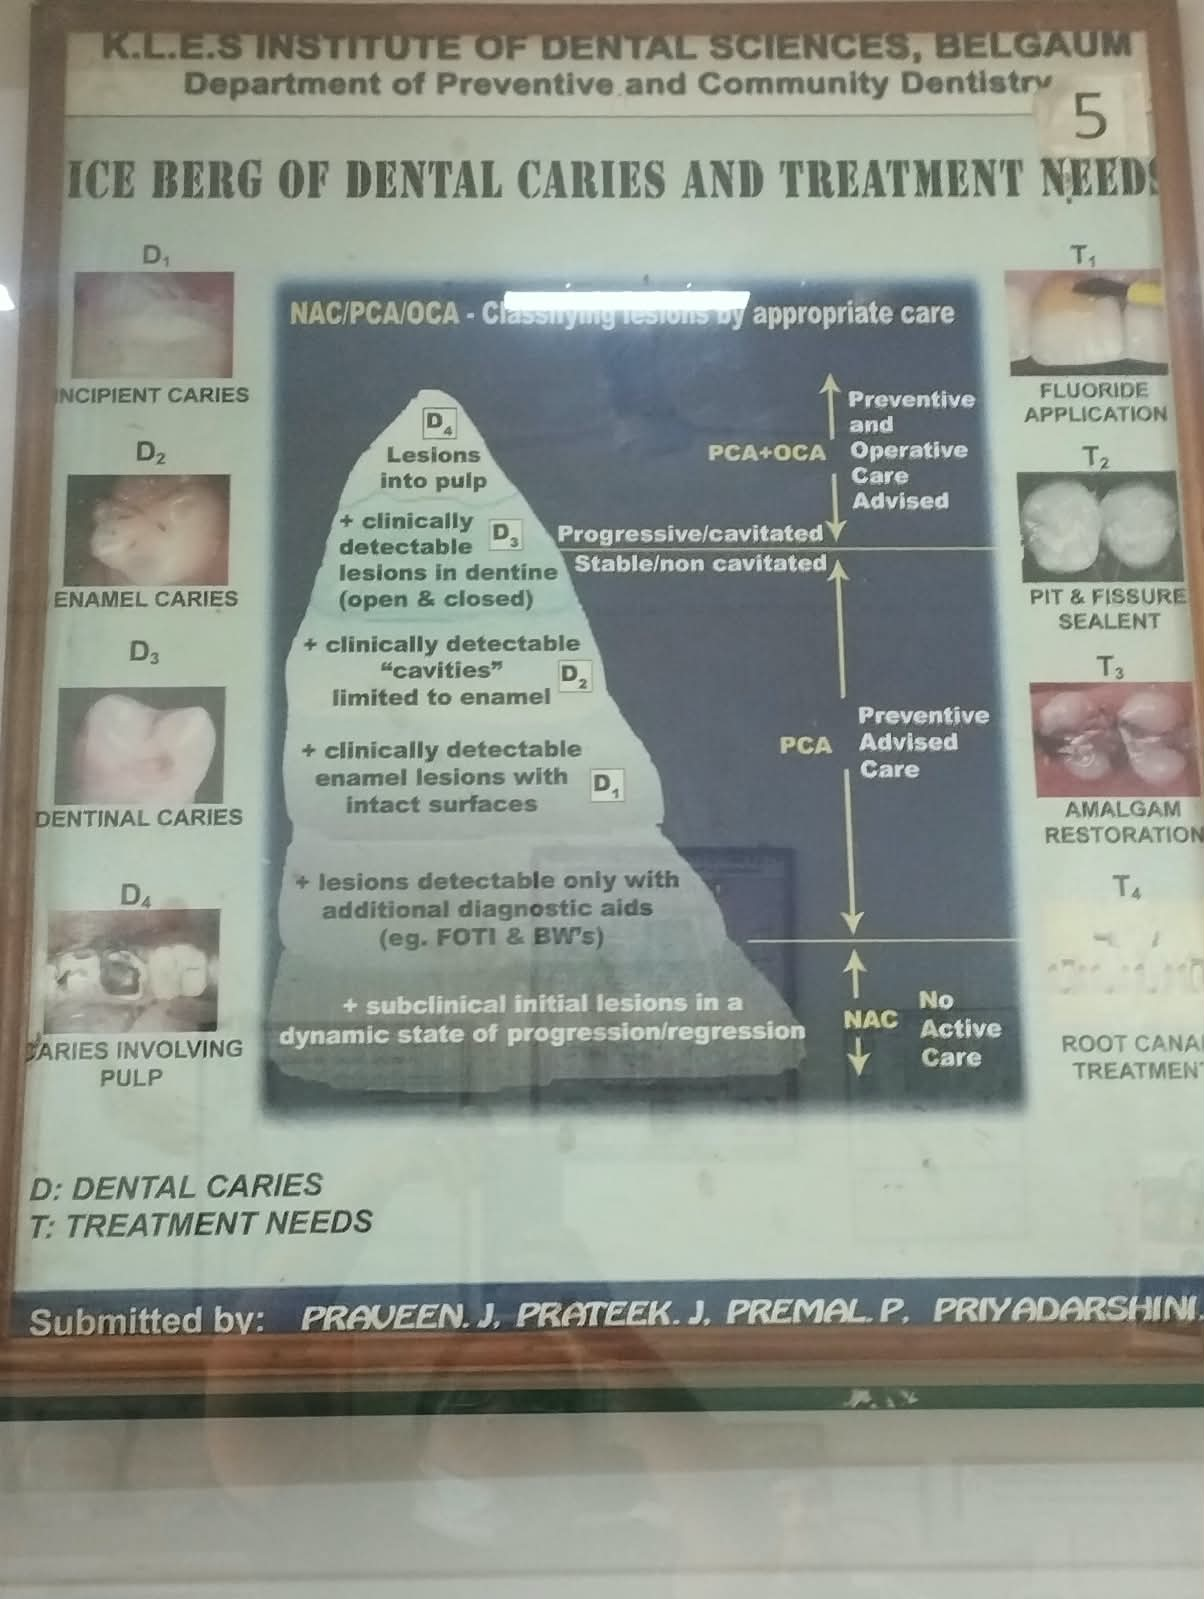 K.L.E.S INSTITUTE OF DENTAL SCIENCES, BELGAUM
Department of Preventive and Community Dentistry
5
ICE BERG OF DENTAL CARIES AND TREATMENT NEEDS
D1
INCIPIENT CARIES
D2
ENAMEL CARIES
D3
DENTINAL CARIES
D4
CARIES INVOLVING
PULP
NAC/PCA/OCA - Classifying lesions by appropriate care
D4
Lesions
into pulp
+ clinically
detectable D3
lesions in dentine
(open & closed)
+ clinically detectable
“cavities”
limited to enamel
D2
+ clinically detectable
enamel lesions with
intact surfaces
D1
+ lesions detectable only with
additional diagnostic aids
(eg. FOTI & BW's)
+ subclinical initial lesions in a
dynamic state of progression/regression
PCA+OCA
Preventive
and
Operative
Care
Advised
Progressive/cavitated
Stable/non cavitated
PCA
Preventive
Advised
Care
NAC
No
Active
Care
T1
FLUORIDE
APPLICATION
T2
PIT & FISSURE
SEALENT
T3
AMALGAM
RESTORATION
T4
ROOT CANAL
TREATMENT
D: DENTAL CARIES
T: TREATMENT NEEDS
Submitted by: PRAVEEN. J, PRATEEK. J, PREMAL. P, PRIYADARSHINI.